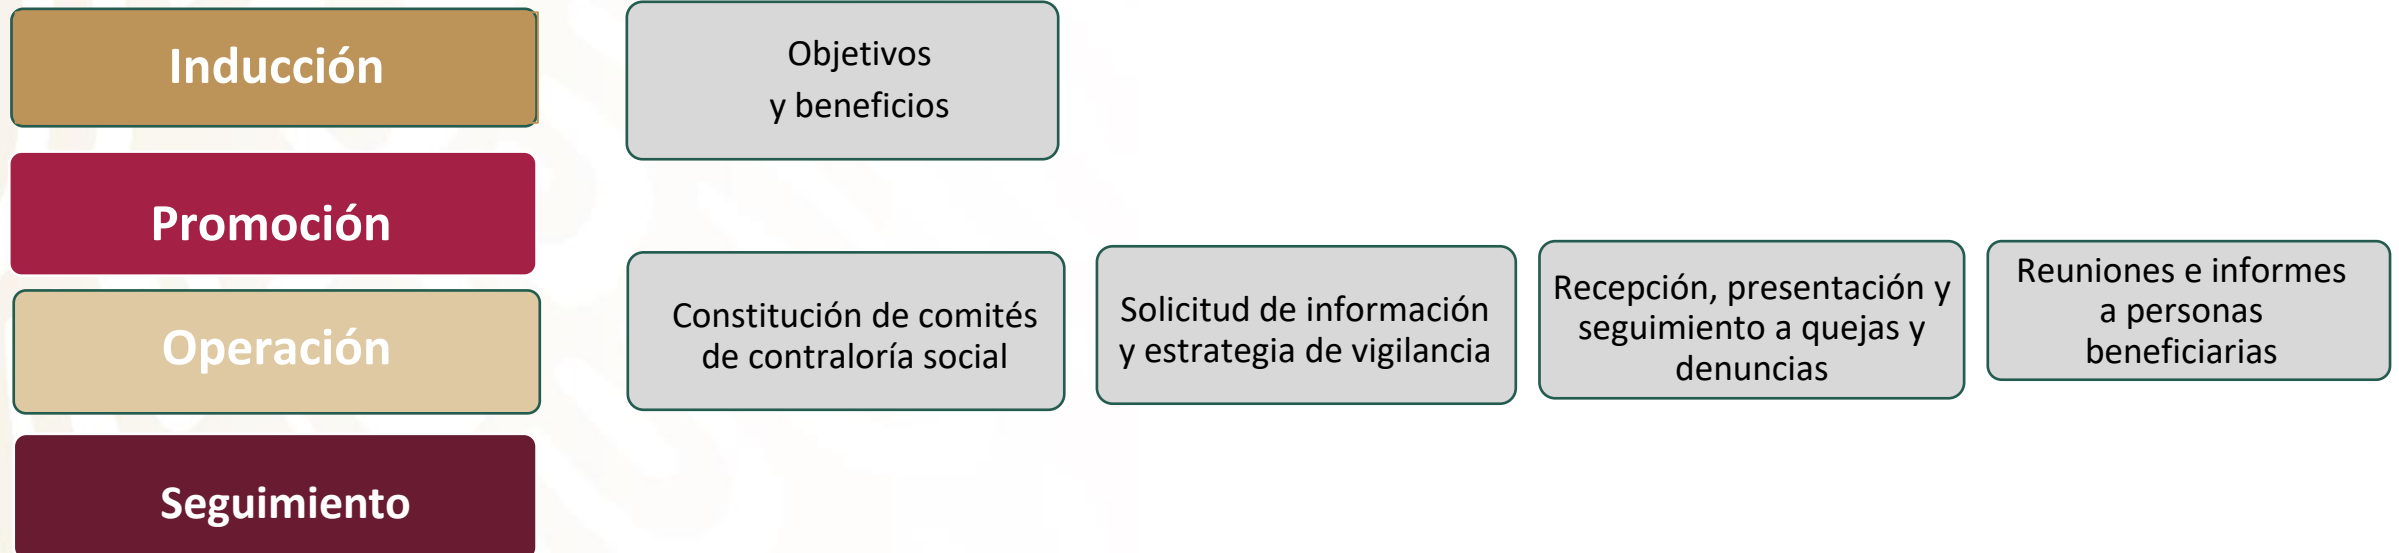 Inducción
Objetivos
y beneficios
Promoción
Operación
Constitución de comités
de contraloría social
Solicitud de información
y estrategia de vigilancia
Recepción, presentación y
seguimiento a quejas y
denuncias
Reuniones e informes
a personas
beneficiarias
Seguimiento